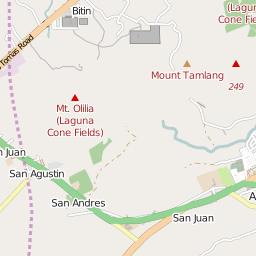 Bitin
(Laguna
Cone Fiel
Tomas Road
Mount Tamlang
249
Mt. Olilia
(Laguna
Cone Fields)
Juan
San Agustin
San Andres
San Juan
A